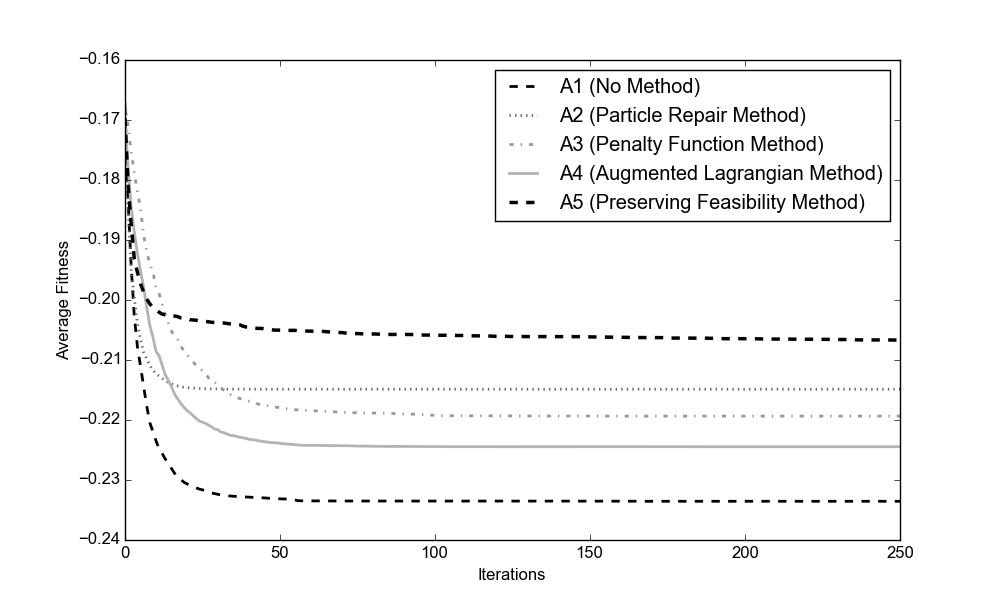 −0.16
−0.17
−0.18
−0.19
−0.20
−0.21
−0.22
−0.23
−0.24
Average Fitness
A1 (No Method)
A2 (Particle Repair Method)
A3 (Penalty Function Method)
A4 (Augmented Lagrangian Method)
A5 (Preserving Feasibility Method)
0 50 100 150 200 250
Iterations